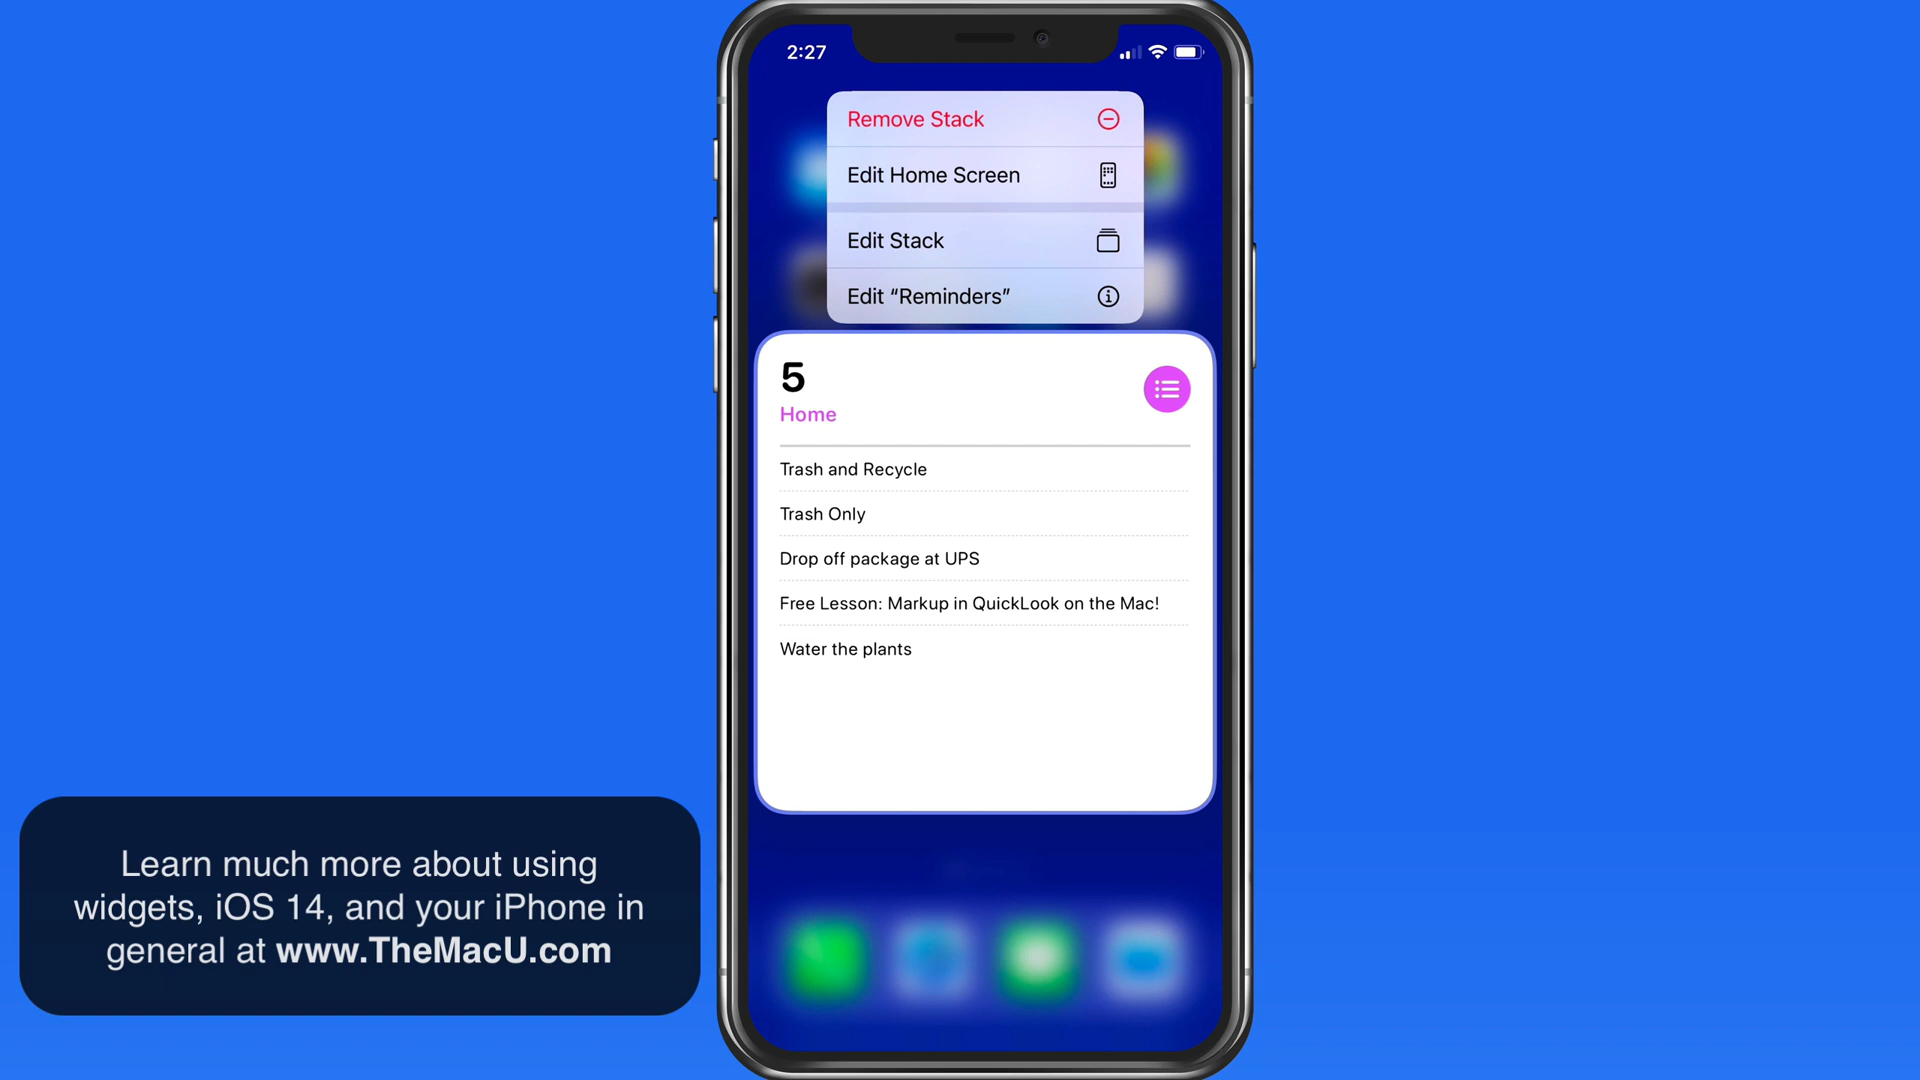 2:27
Remove Stack
Edit Home Screen
Edit Stack
Edit “Reminders”
5
Home
Trash and Recycle
Trash Only
Drop off package at UPS
Free Lesson: Markup in QuickLook on the Mac!
Water the plants
Learn much more about using
widgets, iOS 14, and your iPhone in
general at www.TheMacU.com